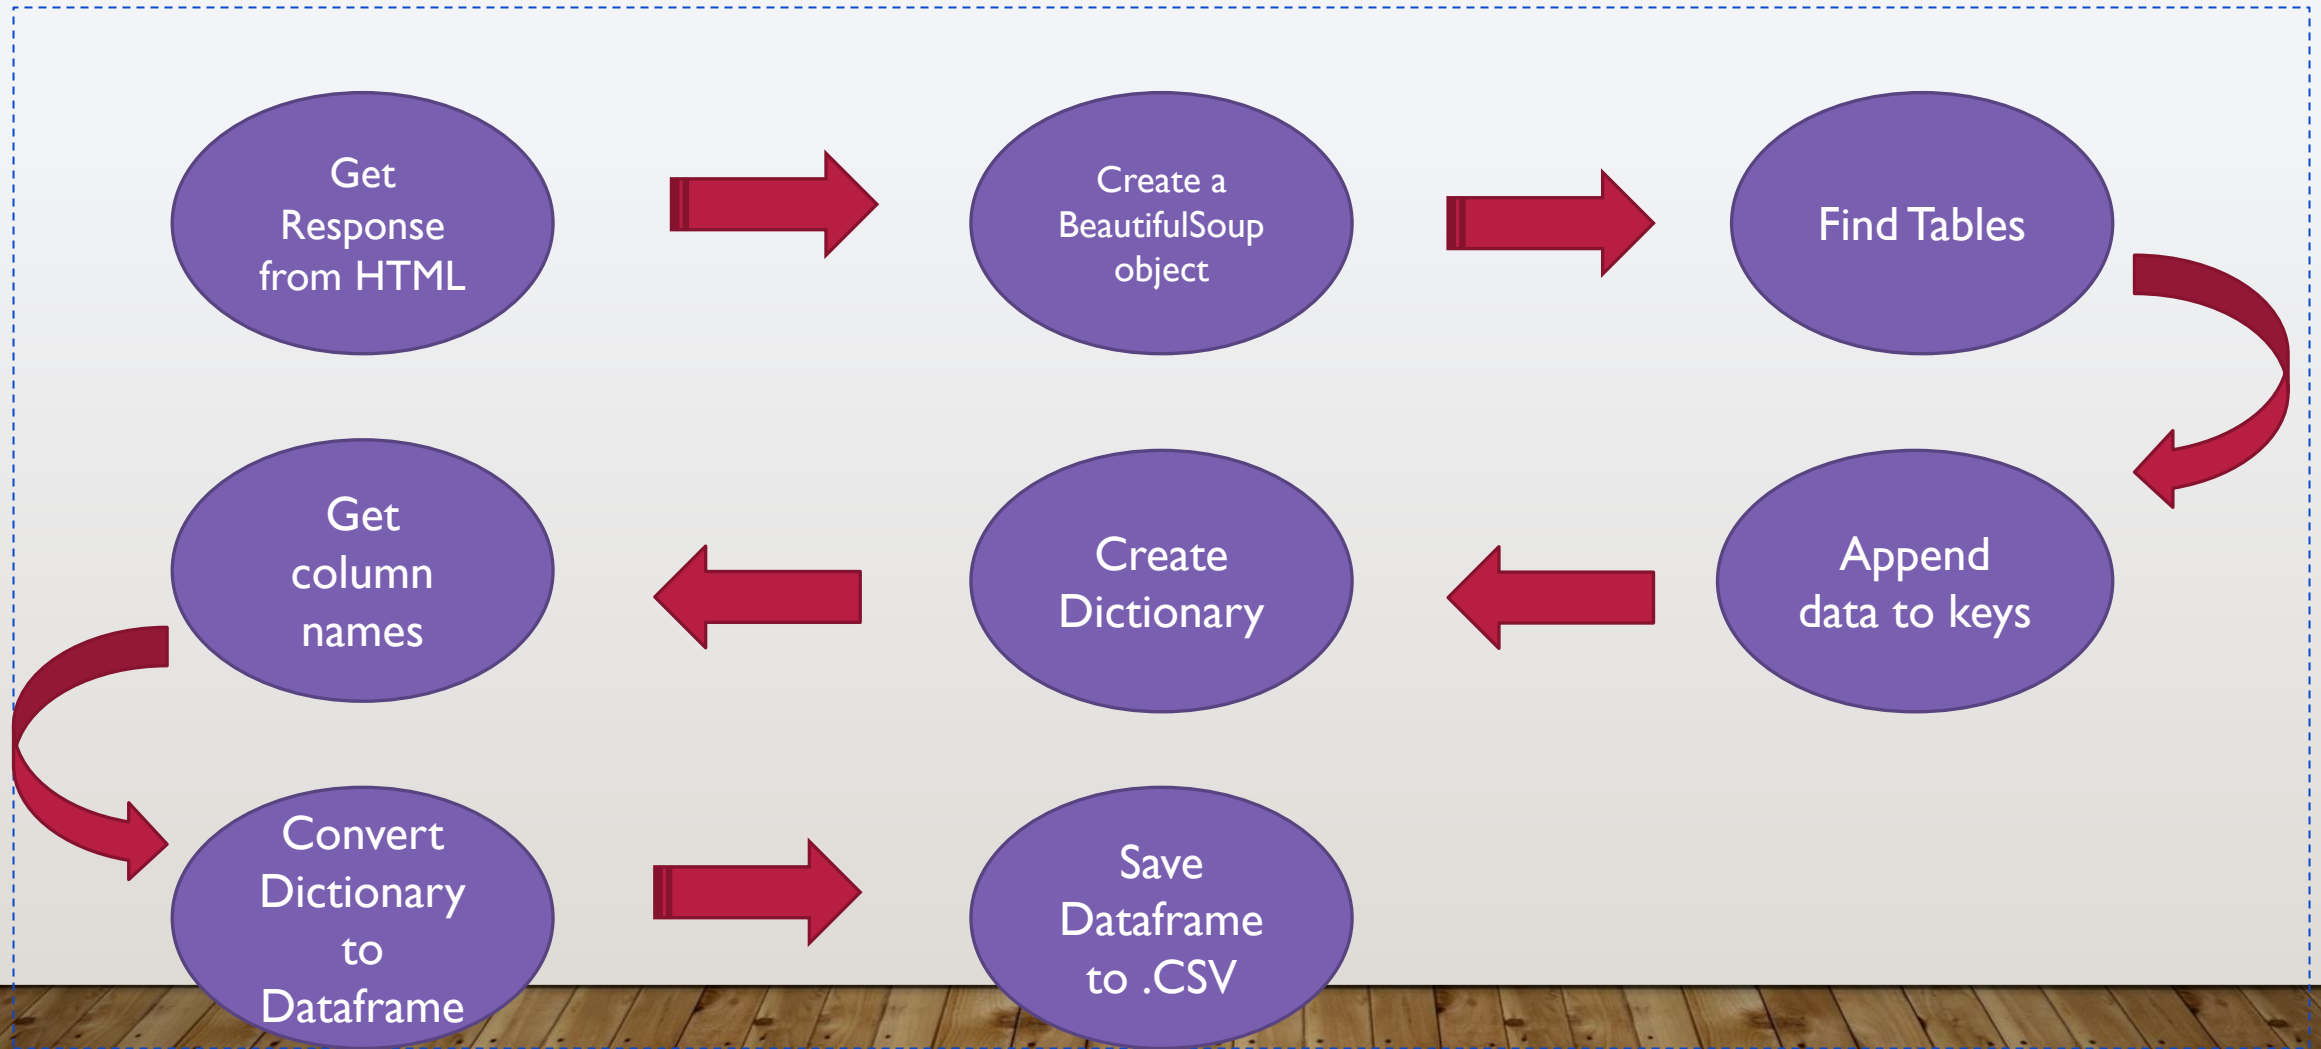 Get
Response
from HTML
Create a
BeautifulSoup
object
Find Tables
Append
data to keys
Create
Dictionary
Get
column
names
Convert
Dictionary
to
Dataframe
Save
Dataframe
to .CSV